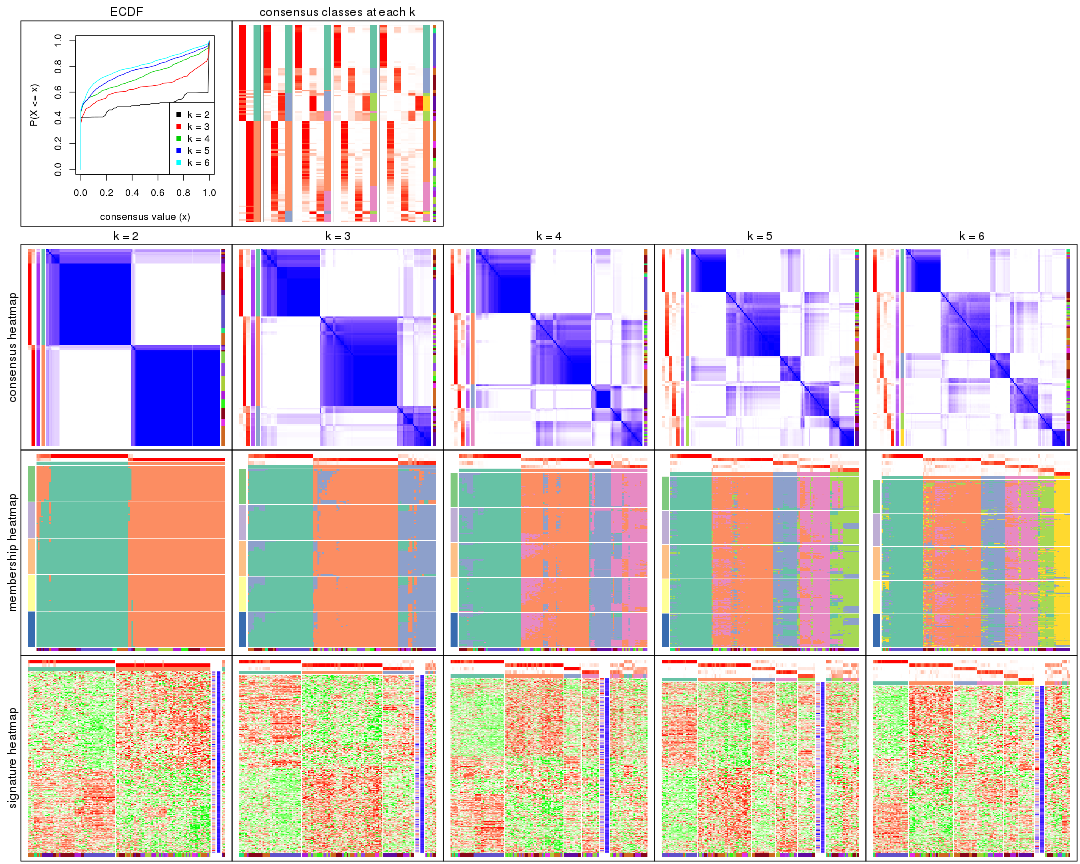 ECDF
consensus classes at each k
P(X <= x)
0.0 0.2 0.4 0.6 0.8 1.0
k = 2
k = 3
k = 4
k = 5
k = 6
0.0 0.2 0.4 0.6 0.8 1.0
consensus value (x)
k = 2
k = 3
k = 4
k = 5
k = 6
consensus heatmap
membership heatmap
signature heatmap